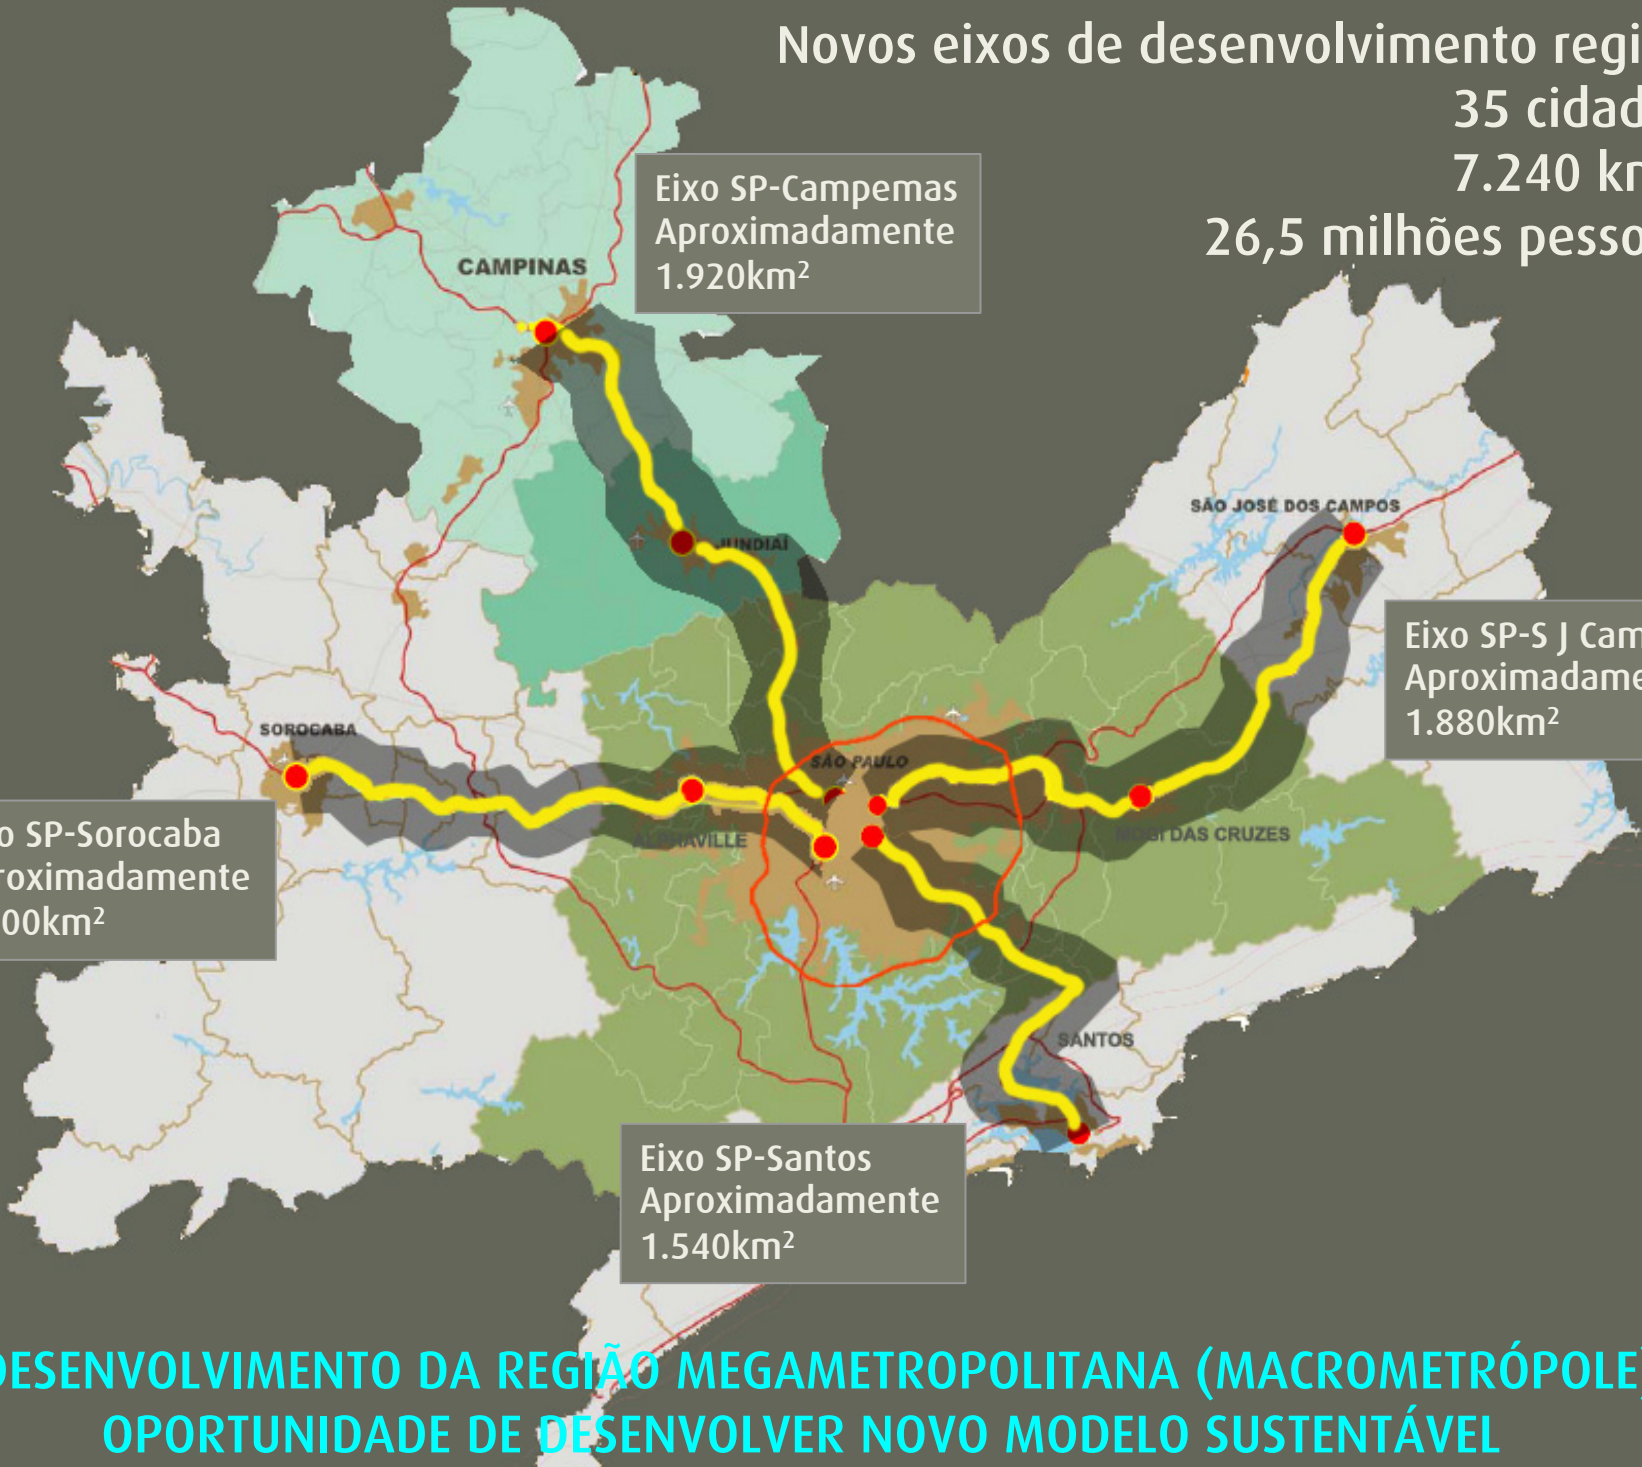 Novos eixos de desenvolvimento regi
35 cidad
7.240 km
26,5 milhões pesso
Eixo SP-Campemas
Aproximadamente
1.920km²
CAMPINAS
JUNDIAÍ
SÃO JOSÉ DOS CAMPOS
Eixo SP-S J Cam
Aproximadame
1.880km²
SOROCABA
SÃO PAULO
ALPHAVILLE
MOGI DAS CRUZES
o SP-Sorocaba
roximadamente
00km²
SANTOS
Eixo SP-Santos
Aproximadamente
1.540km²
DESENVOLVIMENTO DA REGIÃO MEGAMETROPOLITANA (MACROMETRÓPOLE)
OPORTUNIDADE DE DESENVOLVER NOVO MODELO SUSTENTÁVEL